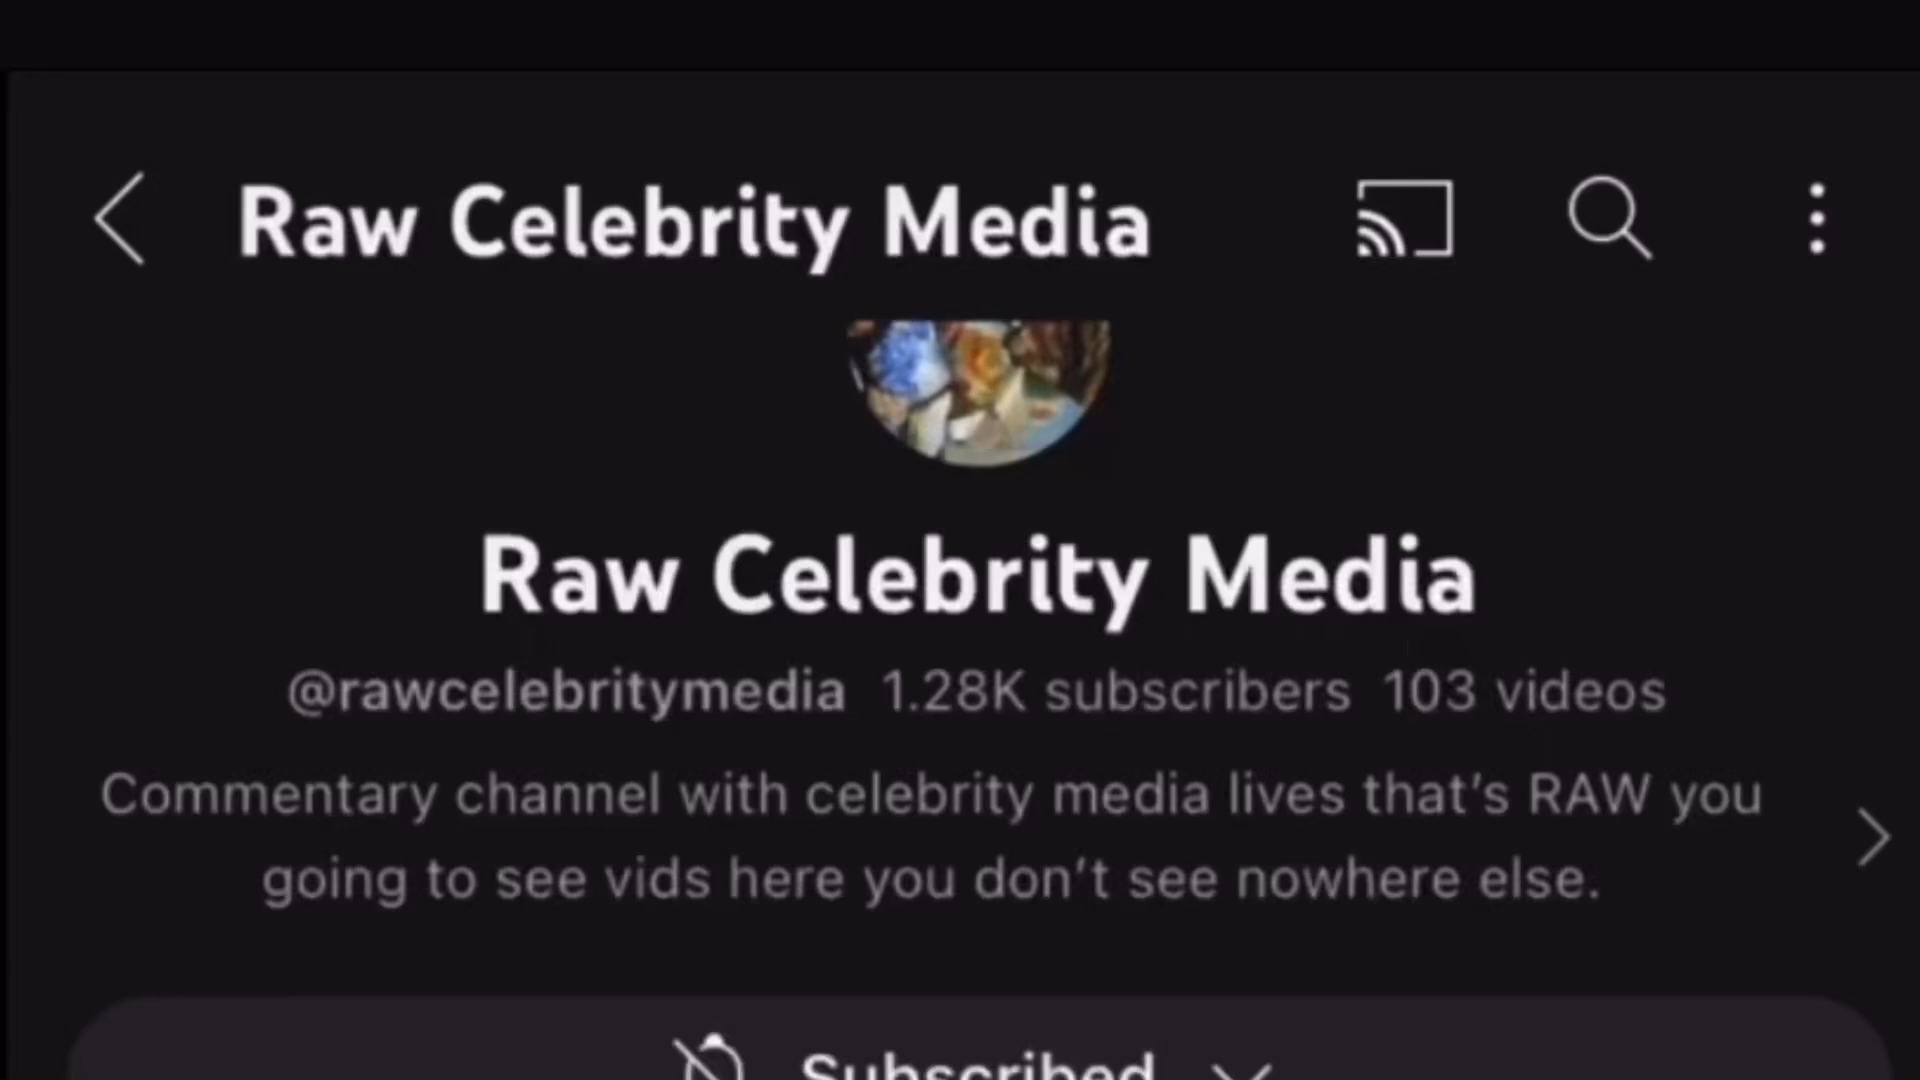 Raw Celebrity Media
Raw Celebrity Media
@rawcelebritymedia 1.28K subscribers 103 videos
Commentary channel with celebrity media lives that's RAW you
going to see vids here you don't see nowhere else.
Subscribed